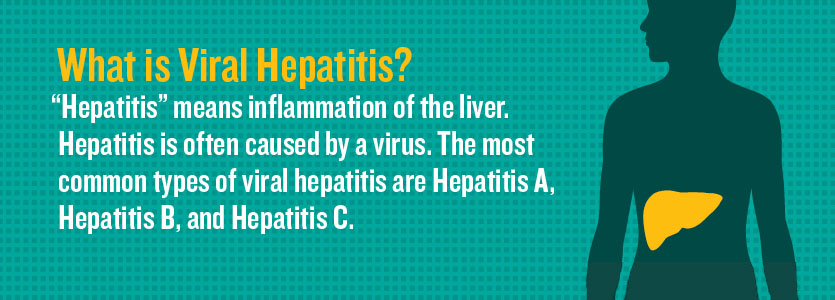 What is Viral Hepatitis?
“Hepatitis” means inflammation of the liver.
Hepatitis is often caused by a virus. The most
common types of viral hepatitis are Hepatitis A,
Hepatitis B, and Hepatitis C.